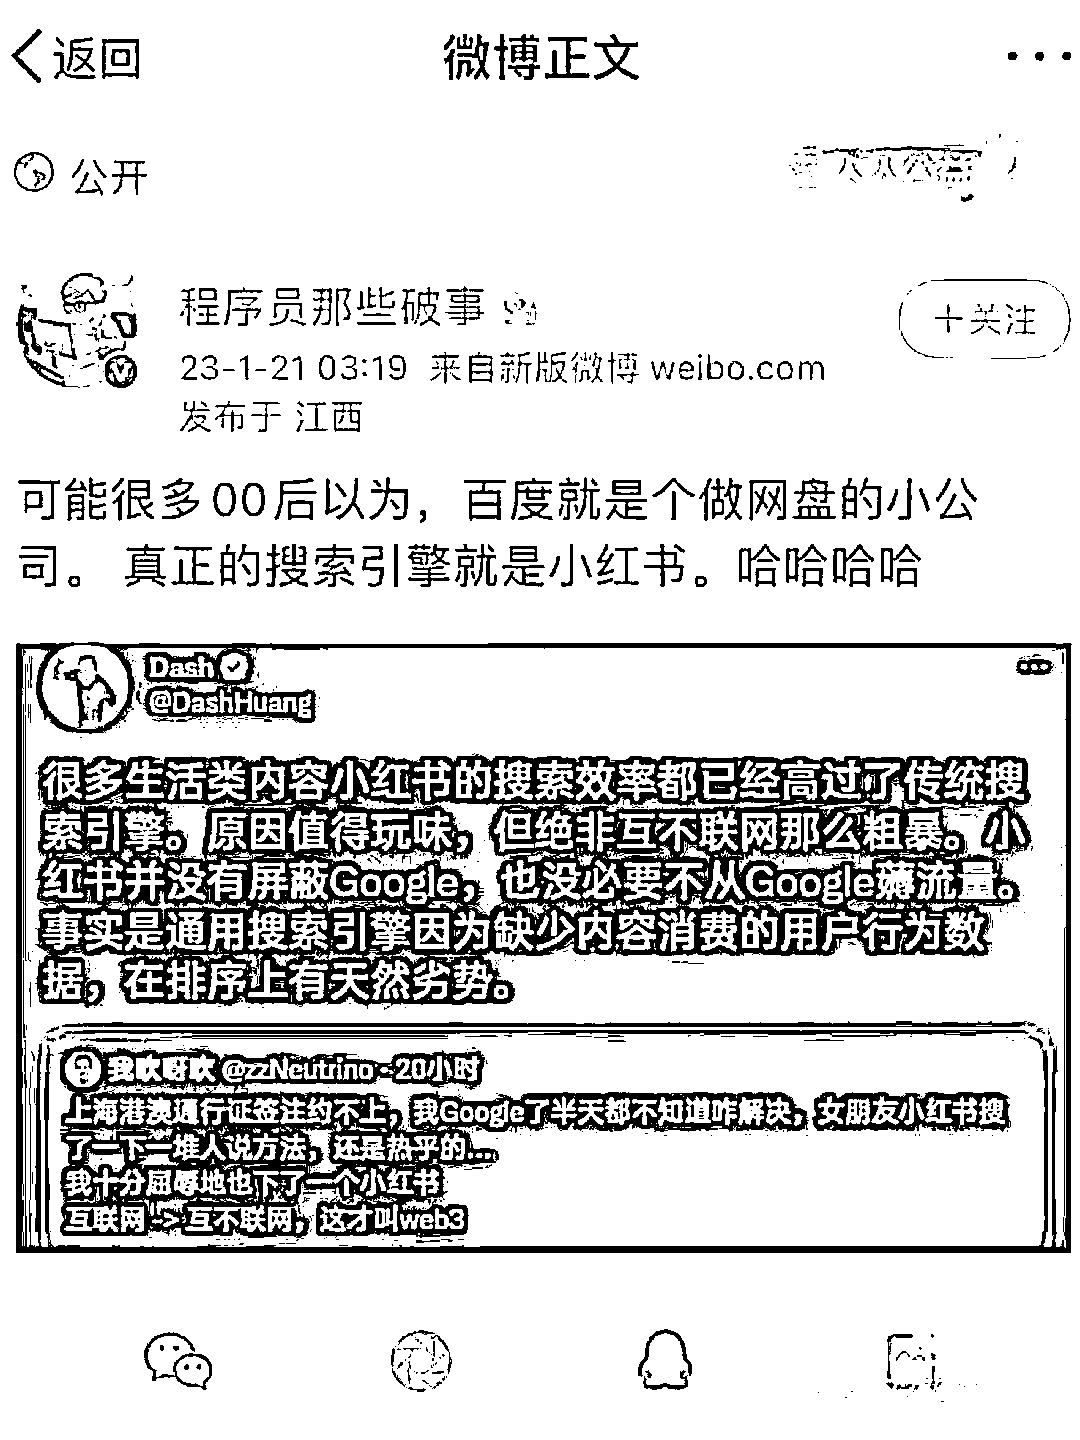 返回
微博正文
公开
程序员那些破事
+关注
23-1-21 03:19 来自新版微博 weibo.com
发布于 江西
可能很多00后以为，百度就是个做网盘的小公
司。 真正的搜索引擎就是小红书。哈哈哈哈
Dash
@DashHuang
很多生活类内容小红书的搜索效率都已经高过了传统搜
索引擎。原因值得玩味，但绝非互不联网那么粗暴。小
红书并没有屏蔽Google，也没必要不从Google薅流量。
事实是通用搜索引擎因为缺少内容消费的用户行为数
据，在排序上有天然劣势。
@zzNeutrino · 20小时
上海港澳通行证签注约不上，我Google了半天都不知道咋解决，女朋友小红书搜
了一下一堆人说方法，还是热乎的...
我十分屈辱地也下了一个小红书
互联网 -> 互不联网，这才叫web3